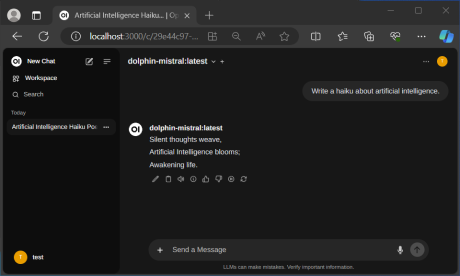 Artificial Intelligence Haiku... | Op
localhost:3000/c/29e44c97-...
OI
New Chat
Workspace
Search
Today
Artificial Intelligence Haiku Po
dolphin-mistral:latest
T
Write a haiku about artificial intelligence.
OI
dolphin-mistral:latest
Silent thoughts weave,
Artificial Intelligence blooms;
Awakening life.
Send a Message
LLMs can make mistakes. Verify important information.
T
test